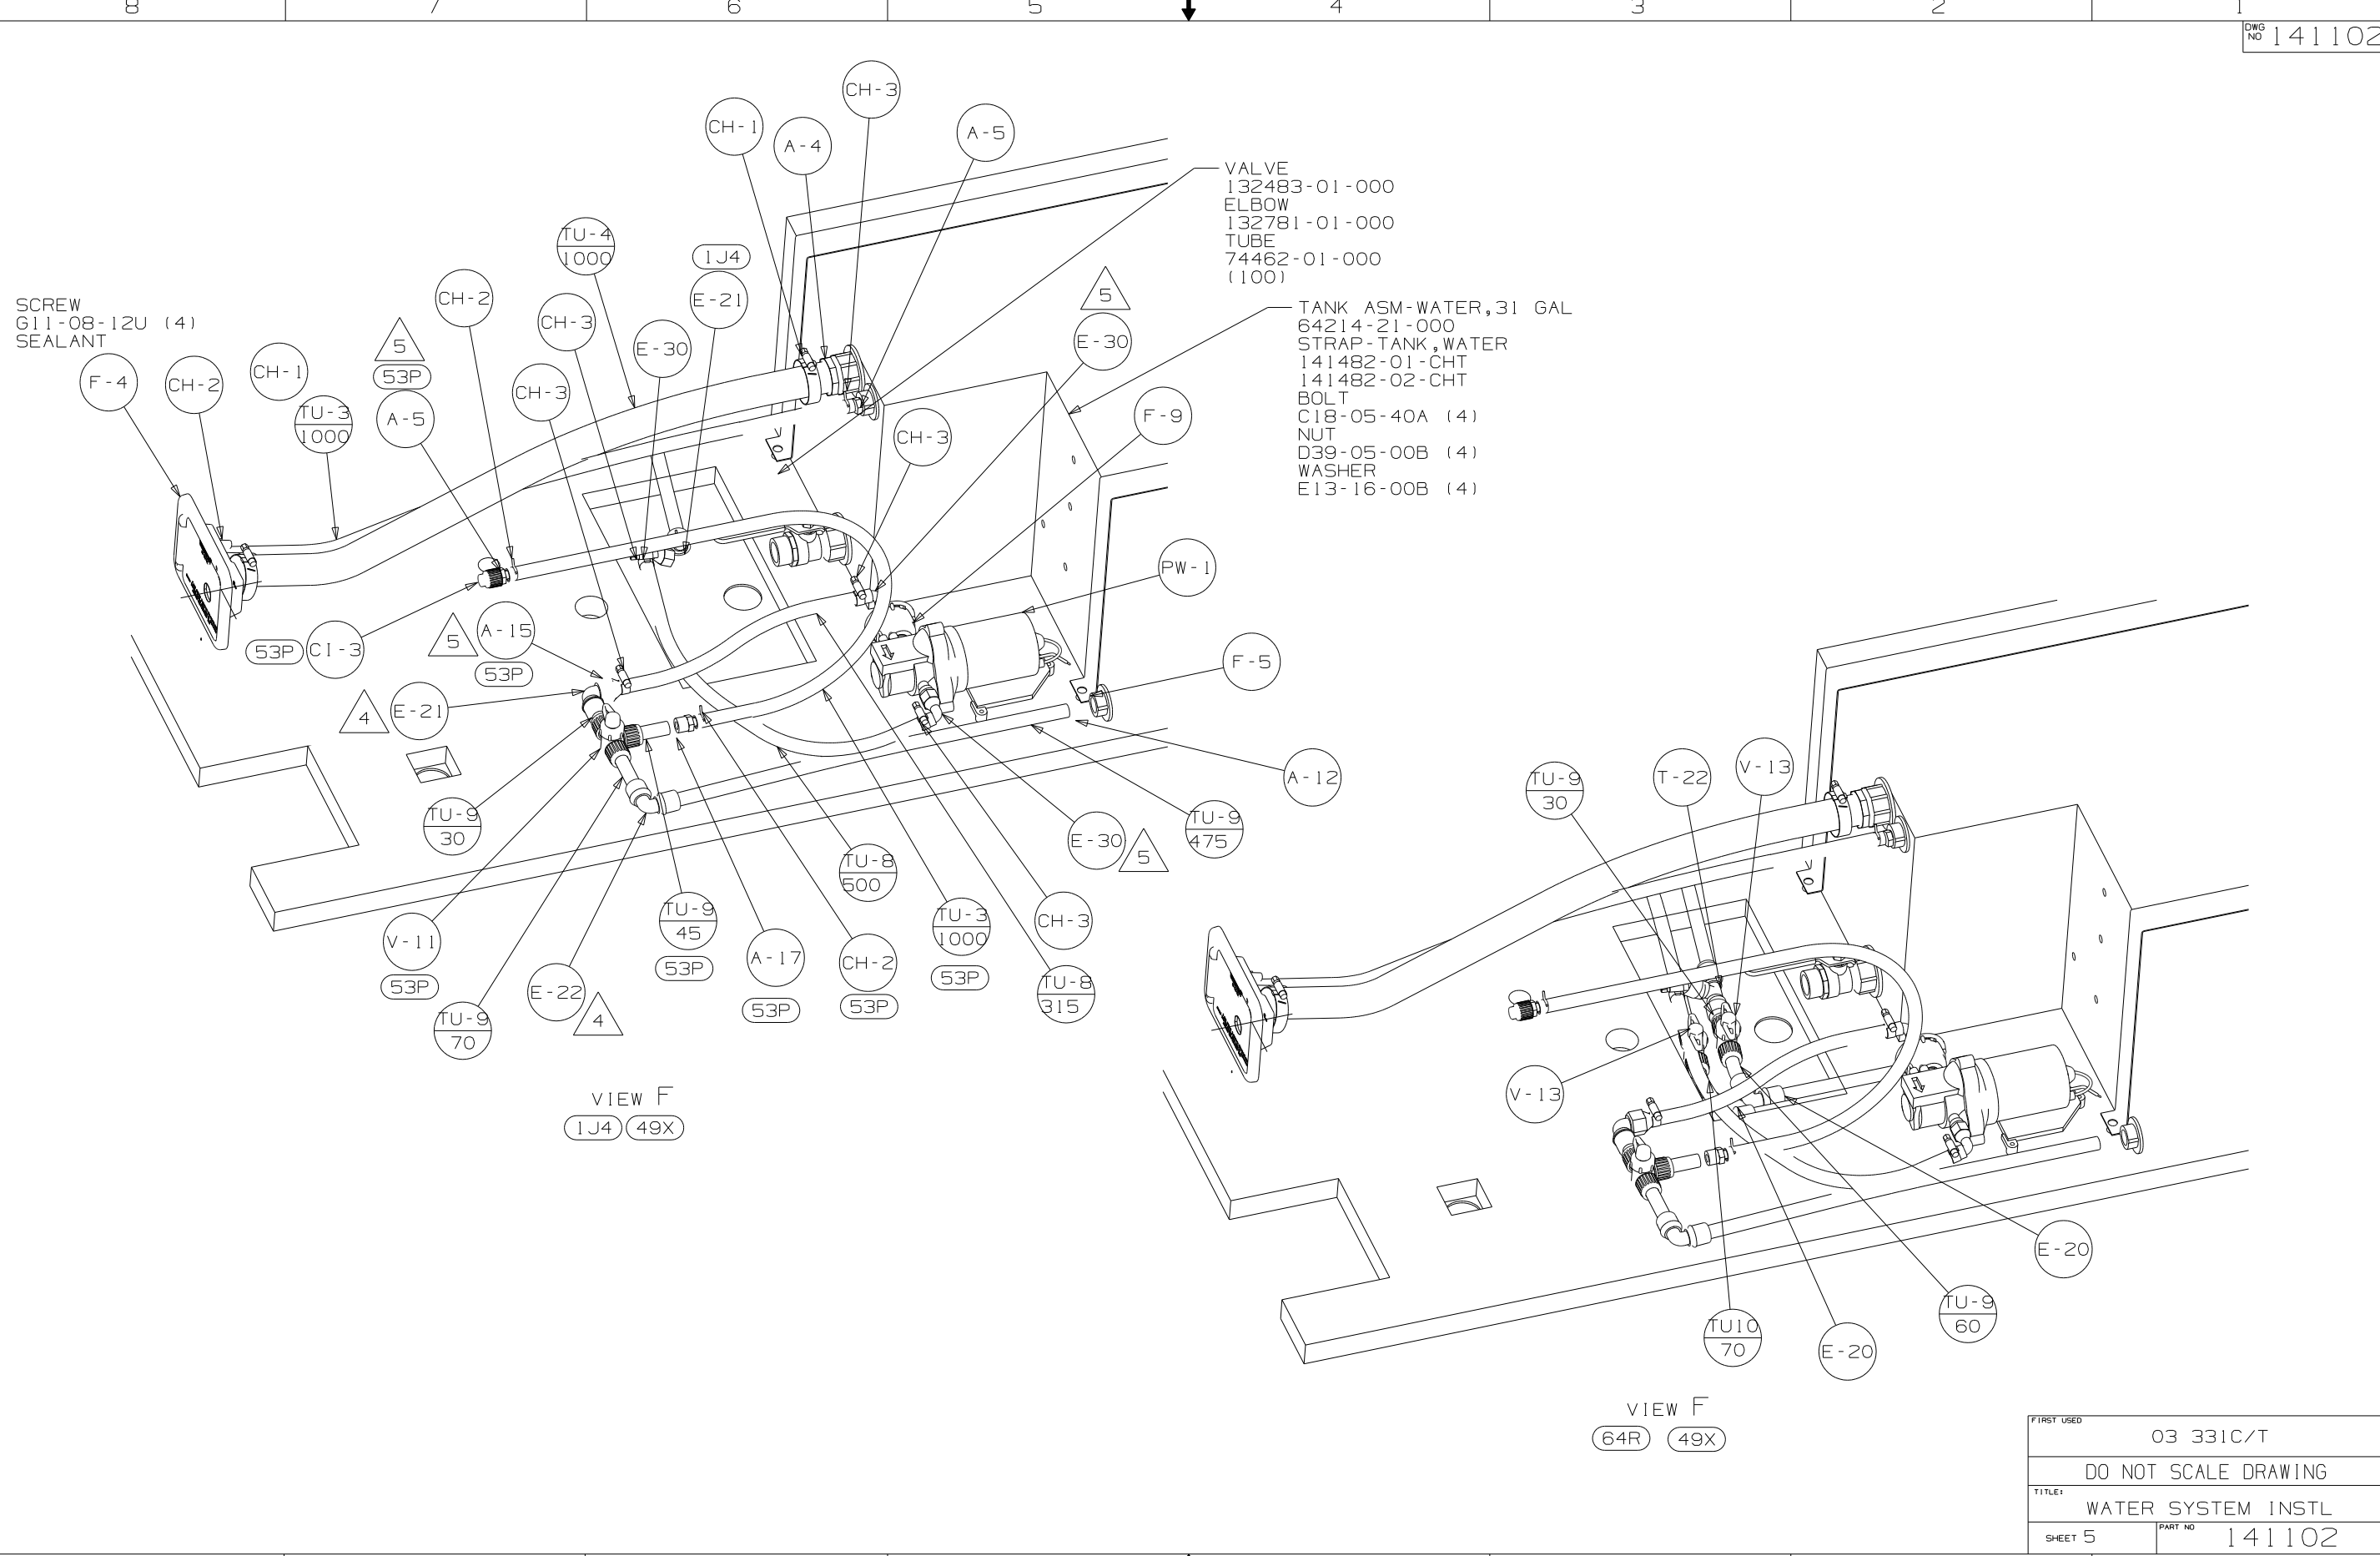 8 7 6 5 4 3 2 1
DWG NO 141102
CH-3
CH-1
A-4
A-5
VALVE
132483-01-000
ELBOW
132781-01-000
TUBE
74462-01-000
(100)
TU-4
1000
1J4
E-21
CH-2
CH-3
E-30
5
E-30
TANK ASM-WATER,31 GAL
64214-21-000
STRAP-TANK,WATER
141482-01-CHT
141482-02-CHT
BOLT
C18-05-40A (4)
NUT
D39-05-00B (4)
WASHER
E13-16-00B (4)
SCREW
G11-08-12U (4)
SEALANT
F-4
CH-2
CH-1
TU-3
1000
5
53P
A-5
CH-3
F-9
CH-3
PW-1
53P
CI-3
5
A-15
53P
F-5
4
E-21
A-12
TU-9
30
TU-8
500
E-30
5
TU-9
475
V-11
53P
TU-9
45
53P
A-17
53P
CH-2
53P
TU-3
1000
53P
CH-3
TU-8
315
E-22
4
TU-9
70
VIEW F
1J4 49X
TU-9
30
T-22
V-13
V-13
E-20
TU-9
60
TU10
70
E-20
VIEW F
64R 49X
FIRST USED
03 331C/T
DO NOT SCALE DRAWING
TITLE:
WATER SYSTEM INSTL
SHEET 5
PART NO 141102